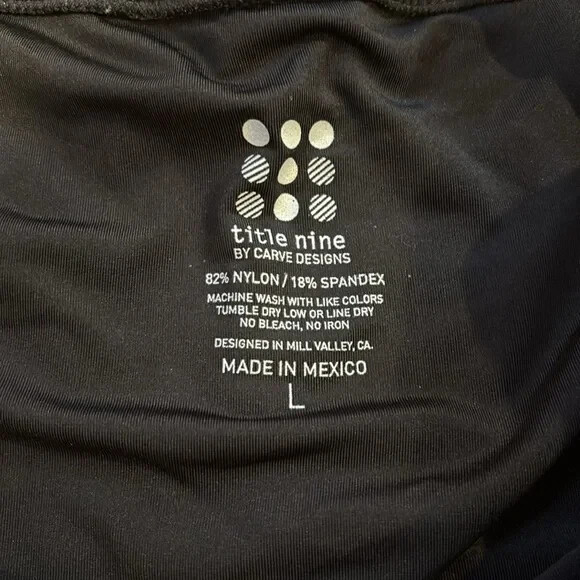 title nine
BY CARVE DESIGNS
82% NYLON / 18% SPANDEX
MACHINE WASH WITH LIKE COLORS
TUMBLE DRY LOW OR LINE DRY
NO BLEACH, NO IRON
DESIGNED IN MILL VALLEY, CA.
MADE IN MEXICO
L